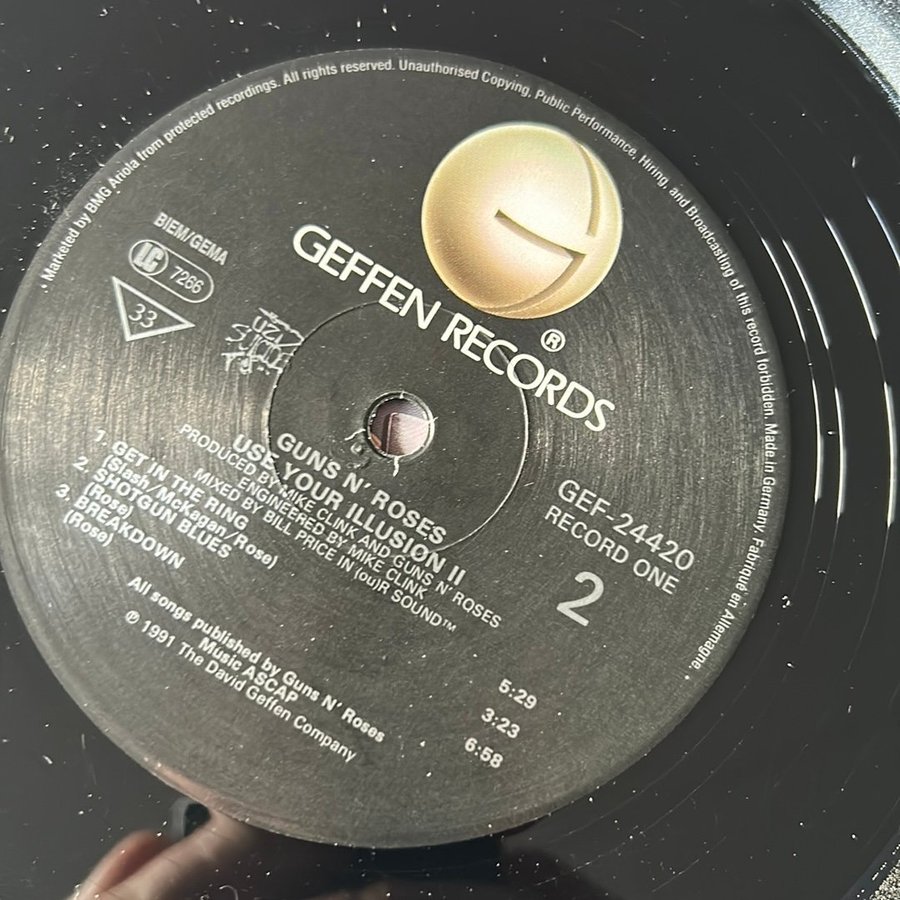 • Marketed by BMG Ariola from protected recordings. All rights reserved. Unauthorised Copying, Public Performance, Hiring, and Broadcasting of this record forbidden. Made in Germany. Fabriqué en Allemagne. •
GEFFEN RECORDS®
BIEM/GEMA
LC 7266
33
GUNS N' ROSES
USE YOUR ILLUSION II
PRODUCED BY MIKE CLINK AND GUNS N' ROSES
ENGINEERED BY MIKE CLINK
MIXED BY BILL PRICE IN (ou)R SOUND™
GEF-24420
RECORD ONE
2
1. GET IN THE RING 5:29
(Slash/McKagan/Rose)
2. SHOTGUN BLUES 3:23
(Rose)
3. BREAKDOWN 6:58
(Rose)
All songs published by Guns N' Roses
Music ASCAP
℗ 1991 The David Geffen Company